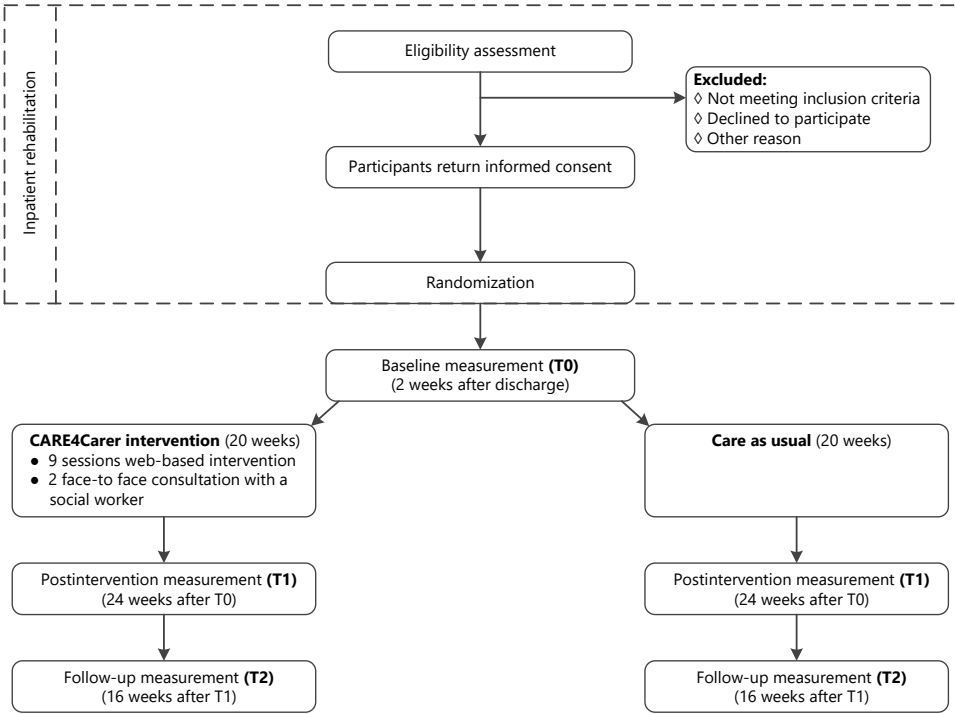 Inpatient rehabilitation
Eligibility assessment
Excluded:
◊ Not meeting inclusion criteria
◊ Declined to participate
◊ Other reason
Participants return informed consent
Randomization
Baseline measurement (T0)
(2 weeks after discharge)
CARE4Carer intervention (20 weeks)
● 9 sessions web-based intervention
● 2 face-to face consultation with a
social worker
Care as usual (20 weeks)
Postintervention measurement (T1)
(24 weeks after T0)
Postintervention measurement (T1)
(24 weeks after T0)
Follow-up measurement (T2)
(16 weeks after T1)
Follow-up measurement (T2)
(16 weeks after T1)